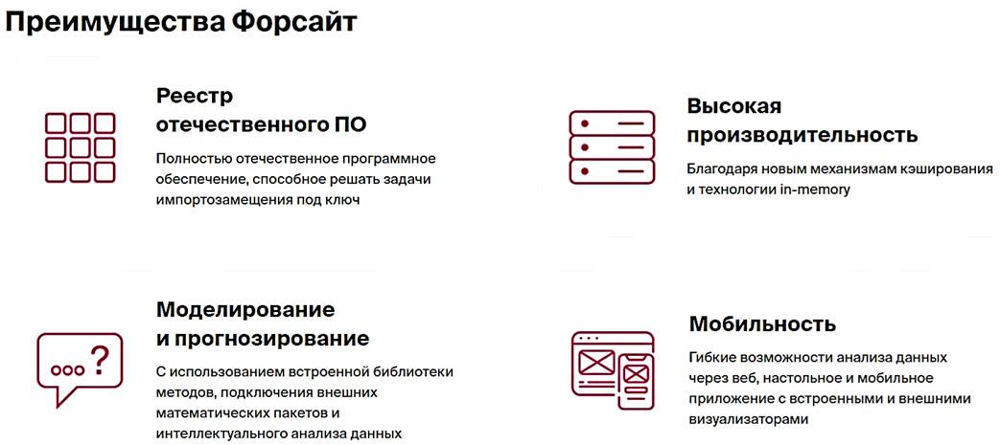 Преимущества Форсайт
Реестр
отечественного ПО
Полностью отечественное программное
обеспечение, способное решать задачи
импортозамещения под ключ
Высокая
производительность
Благодаря новым механизмам кэширования
и технологии in-memory
Моделирование
и прогнозирование
С использованием встроенной библиотеки
методов, подключения внешних
математических пакетов и
интеллектуального анализа данных
Мобильность
Гибкие возможности анализа данных
через веб, настольное и мобильное
приложение с встроенными и внешними
визуализаторами